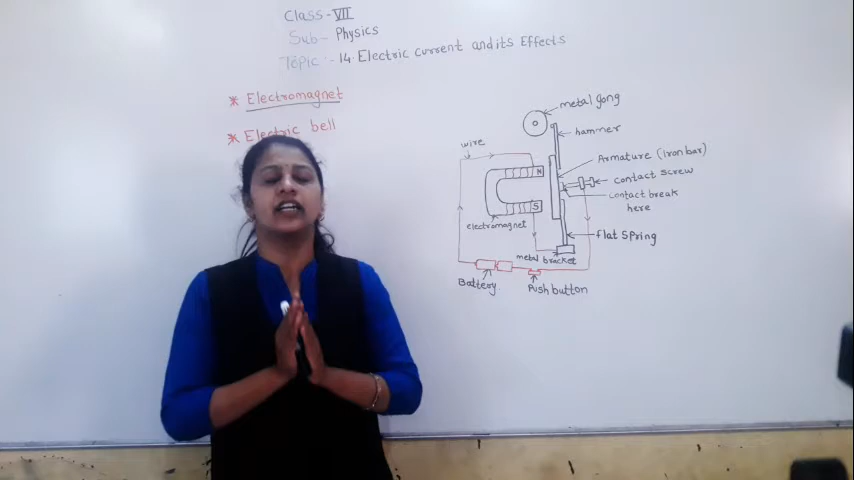 Class - VII
Sub - Physics
Topic :- 14. Electric current and its Effects
* Electromagnet
* Electric bell
metal gong
hammer
wire
Armature (iron bar)
contact screw
N
contact break
here
S
electromagnet
flat spring
metal bracket
Battery
Push button